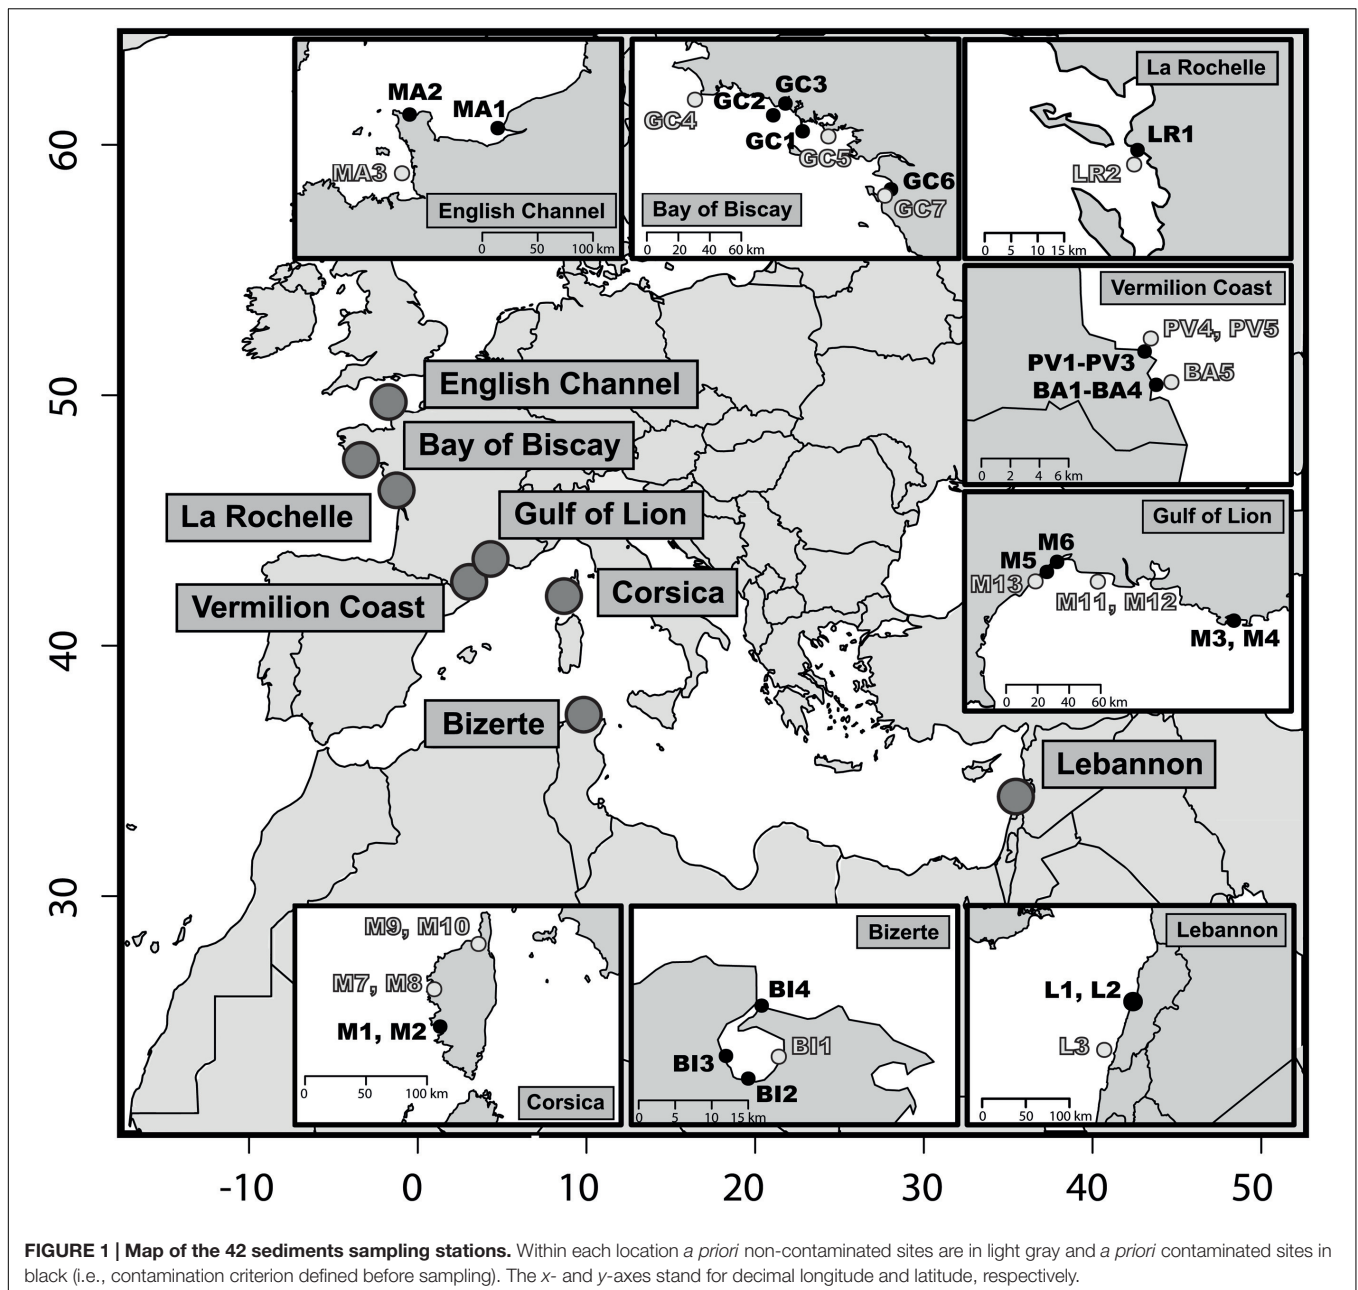 MA2
MA1
MA3
English Channel
0 50 100 km
GC3
GC2
GC4
GC1
GC5
GC6
GC7
Bay of Biscay
0 20 40 60 km
La Rochelle
LR1
LR2
0 5 10 15 km
Vermilion Coast
PV4, PV5
PV1-PV3
BA5
BA1-BA4
0 2 4 6 km
Gulf of Lion
M6
M5
M13
M11, M12
M3, M4
0 20 40 60 km
60
50
40
30
English Channel
Bay of Biscay
La Rochelle
Gulf of Lion
Vermilion Coast
Corsica
Bizerte
Lebannon
M9, M10
M7, M8
M1, M2
0 50 100 km
Corsica
Bizerte
BI4
BI1
BI3
BI2
0 5 10 15 km
Lebannon
L1, L2
L3
0 50 100 km
-10 0 10 20 30 40 50
FIGURE 1 | Map of the 42 sediments sampling stations. Within each location a priori non-contaminated sites are in light gray and a priori contaminated sites in
black (i.e., contamination criterion defined before sampling). The x- and y-axes stand for decimal longitude and latitude, respectively.